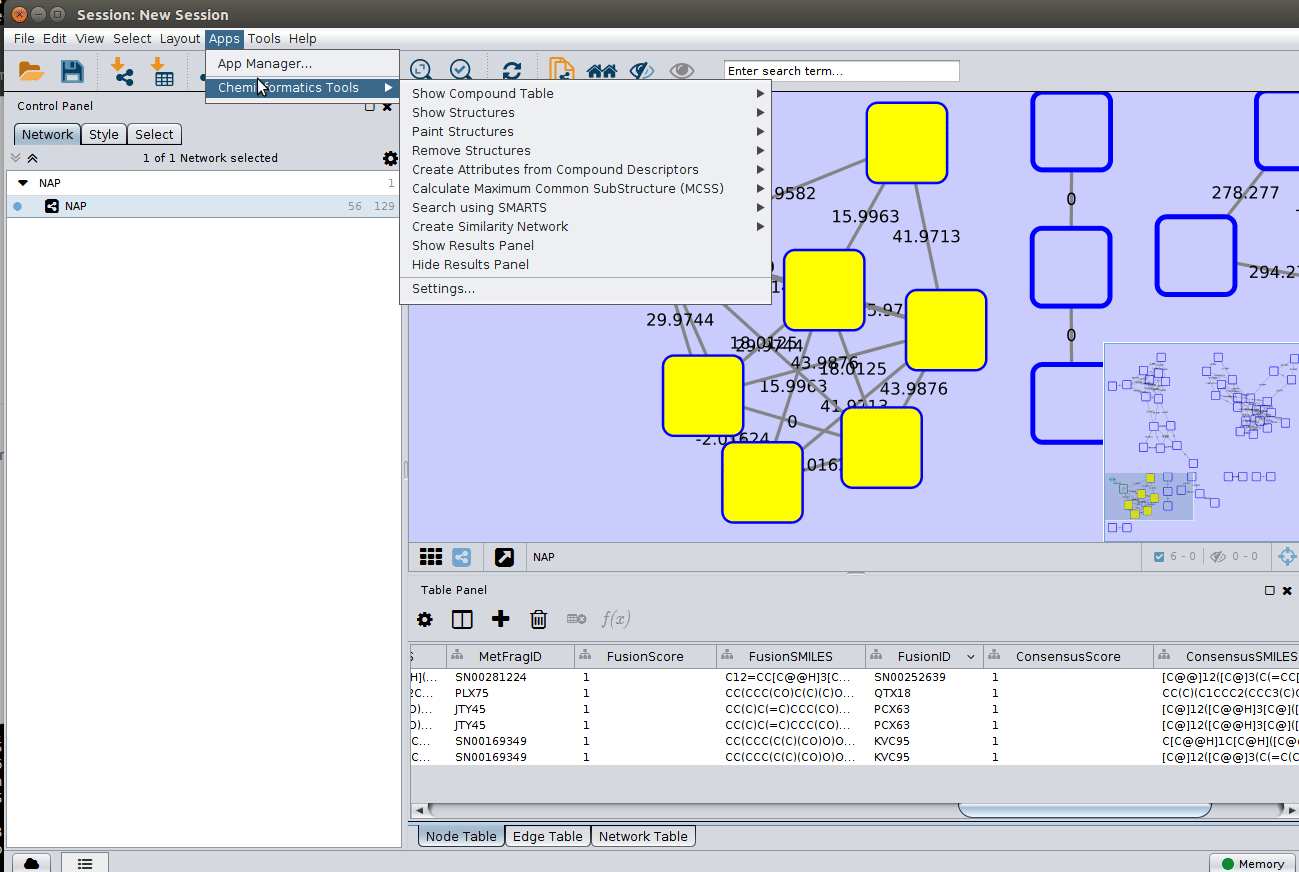 Session: New Session
File Edit View Select Layout Apps Tools Help
App Manager...
Cheminformatics Tools
Enter search term...
Show Compound Table
Show Structures
Paint Structures
Remove Structures
Create Attributes from Compound Descriptors
Calculate Maximum Common SubStructure (MCSS)
Search using SMARTS
Create Similarity Network
Show Results Panel
Hide Results Panel
Settings...
Control Panel
Network Style Select
1 of 1 Network selected
NAP 1
NAP 56 129
.9582
15.9963
41.9713
0
278.277
294.2
5.97
29.9744
18.0125
29.9744
43.9876
18.0125
0
15.9963
43.9876
41.9713
0
-2.01624
016
NAP
6 - 0
0 - 0
Table Panel
f(x)
S MetFragID FusionScore FusionSMILES FusionID ConsensusScore ConsensusSMILES
H](... SN00281224 1 C12=CC[C@@H]3[C... SN00252639 1 [C@@]12([C@]3(C(=CC[
C... PLX75 1 CC(CCC(CO)C(C)(C)O... QTX18 1 CC(C)(C1CCC2(CCC3(C)C
O)... JTY45 1 CC(C)C(=C)CCC(CO)... PCX63 1 [C@]12([C@@H]3[C@]([
O)... JTY45 1 CC(C)C(=C)CCC(CO)... PCX63 1 [C@]12([C@@H]3[C@]([
C... SN00169349 1 CC(CCC(C(C)(CO)O)O... KVC95 1 C[C@@H]1C[C@H]([C@
C... SN00169349 1 CC(CCC(C(C)(CO)O)O... KVC95 1 [C@]12([C@@]3(C(=C(C
Node Table Edge Table Network Table
Memory